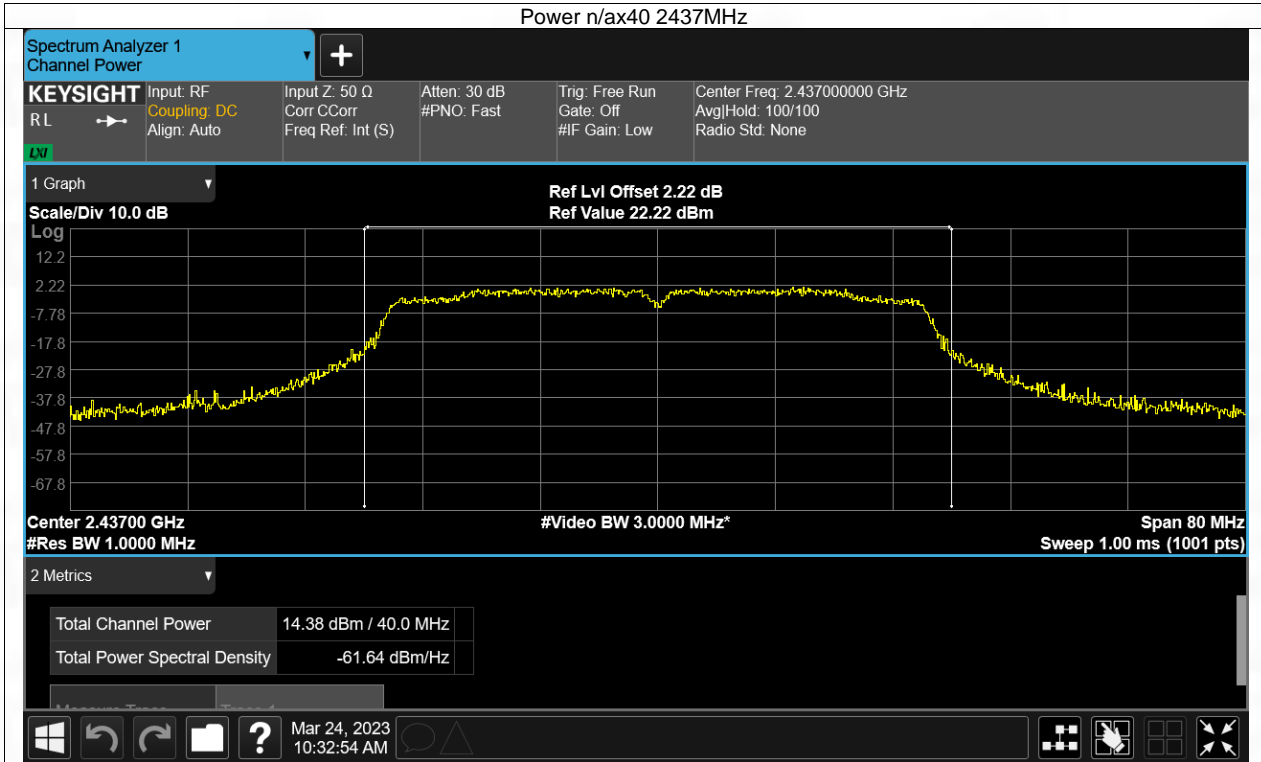 Power n/ax40 2437MHz
Spectrum Analyzer 1
Channel Power
+
KEYSIGHT
R L
LXI
Input: RF
Coupling: DC
Align: Auto
Input Z: 50 Ω
Corr CCorr
Freq Ref: Int (S)
Atten: 30 dB
#PNO: Fast
Trig: Free Run
Gate: Off
#IF Gain: Low
Center Freq: 2.437000000 GHz
Avg|Hold: 100/100
Radio Std: None
1 Graph
Ref Lvl Offset 2.22 dB
Scale/Div 10.0 dB
Ref Value 22.22 dBm
Log
12.2
2.22
-7.78
-17.8
-27.8
-37.8
-47.8
-57.8
-67.8
Center 2.43700 GHz
#Video BW 3.0000 MHz*
Span 80 MHz
#Res BW 1.0000 MHz
Sweep 1.00 ms (1001 pts)
2 Metrics
Total Channel Power 14.38 dBm / 40.0 MHz
Total Power Spectral Density -61.64 dBm/Hz
?
Mar 24, 2023
10:32:54 AM